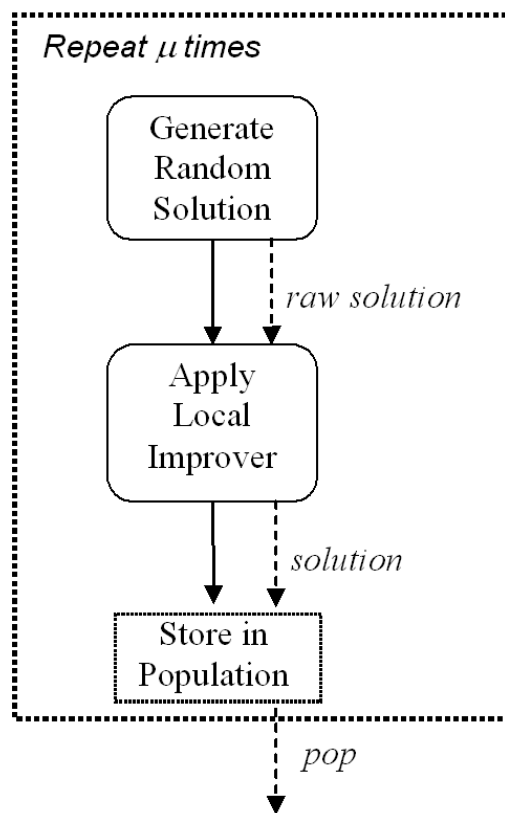 Repeat μ times
Generate
Random
Solution
raw solution
Apply
Local
Improver
solution
Store in
Population
pop